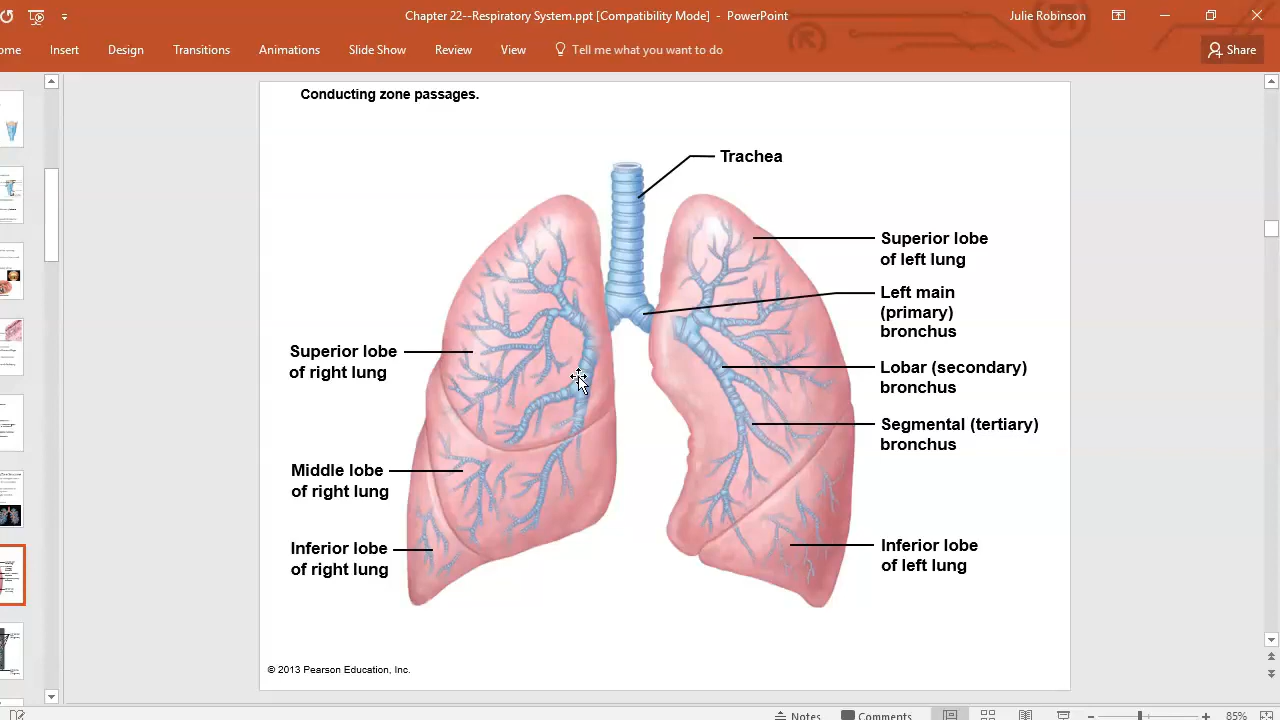 Chapter 22--Respiratory System.ppt [Compatibility Mode] - PowerPoint
Julie Robinson
ome Insert Design Transitions Animations Slide Show Review View Tell me what you want to do Share
Conducting zone passages.
Trachea
Superior lobe
of left lung
Left main
(primary)
bronchus
Superior lobe
of right lung
Lobar (secondary)
bronchus
Segmental (tertiary)
bronchus
Middle lobe
of right lung
Inferior lobe
of right lung
Inferior lobe
of left lung
© 2013 Pearson Education, Inc.
Notes Comments 85%